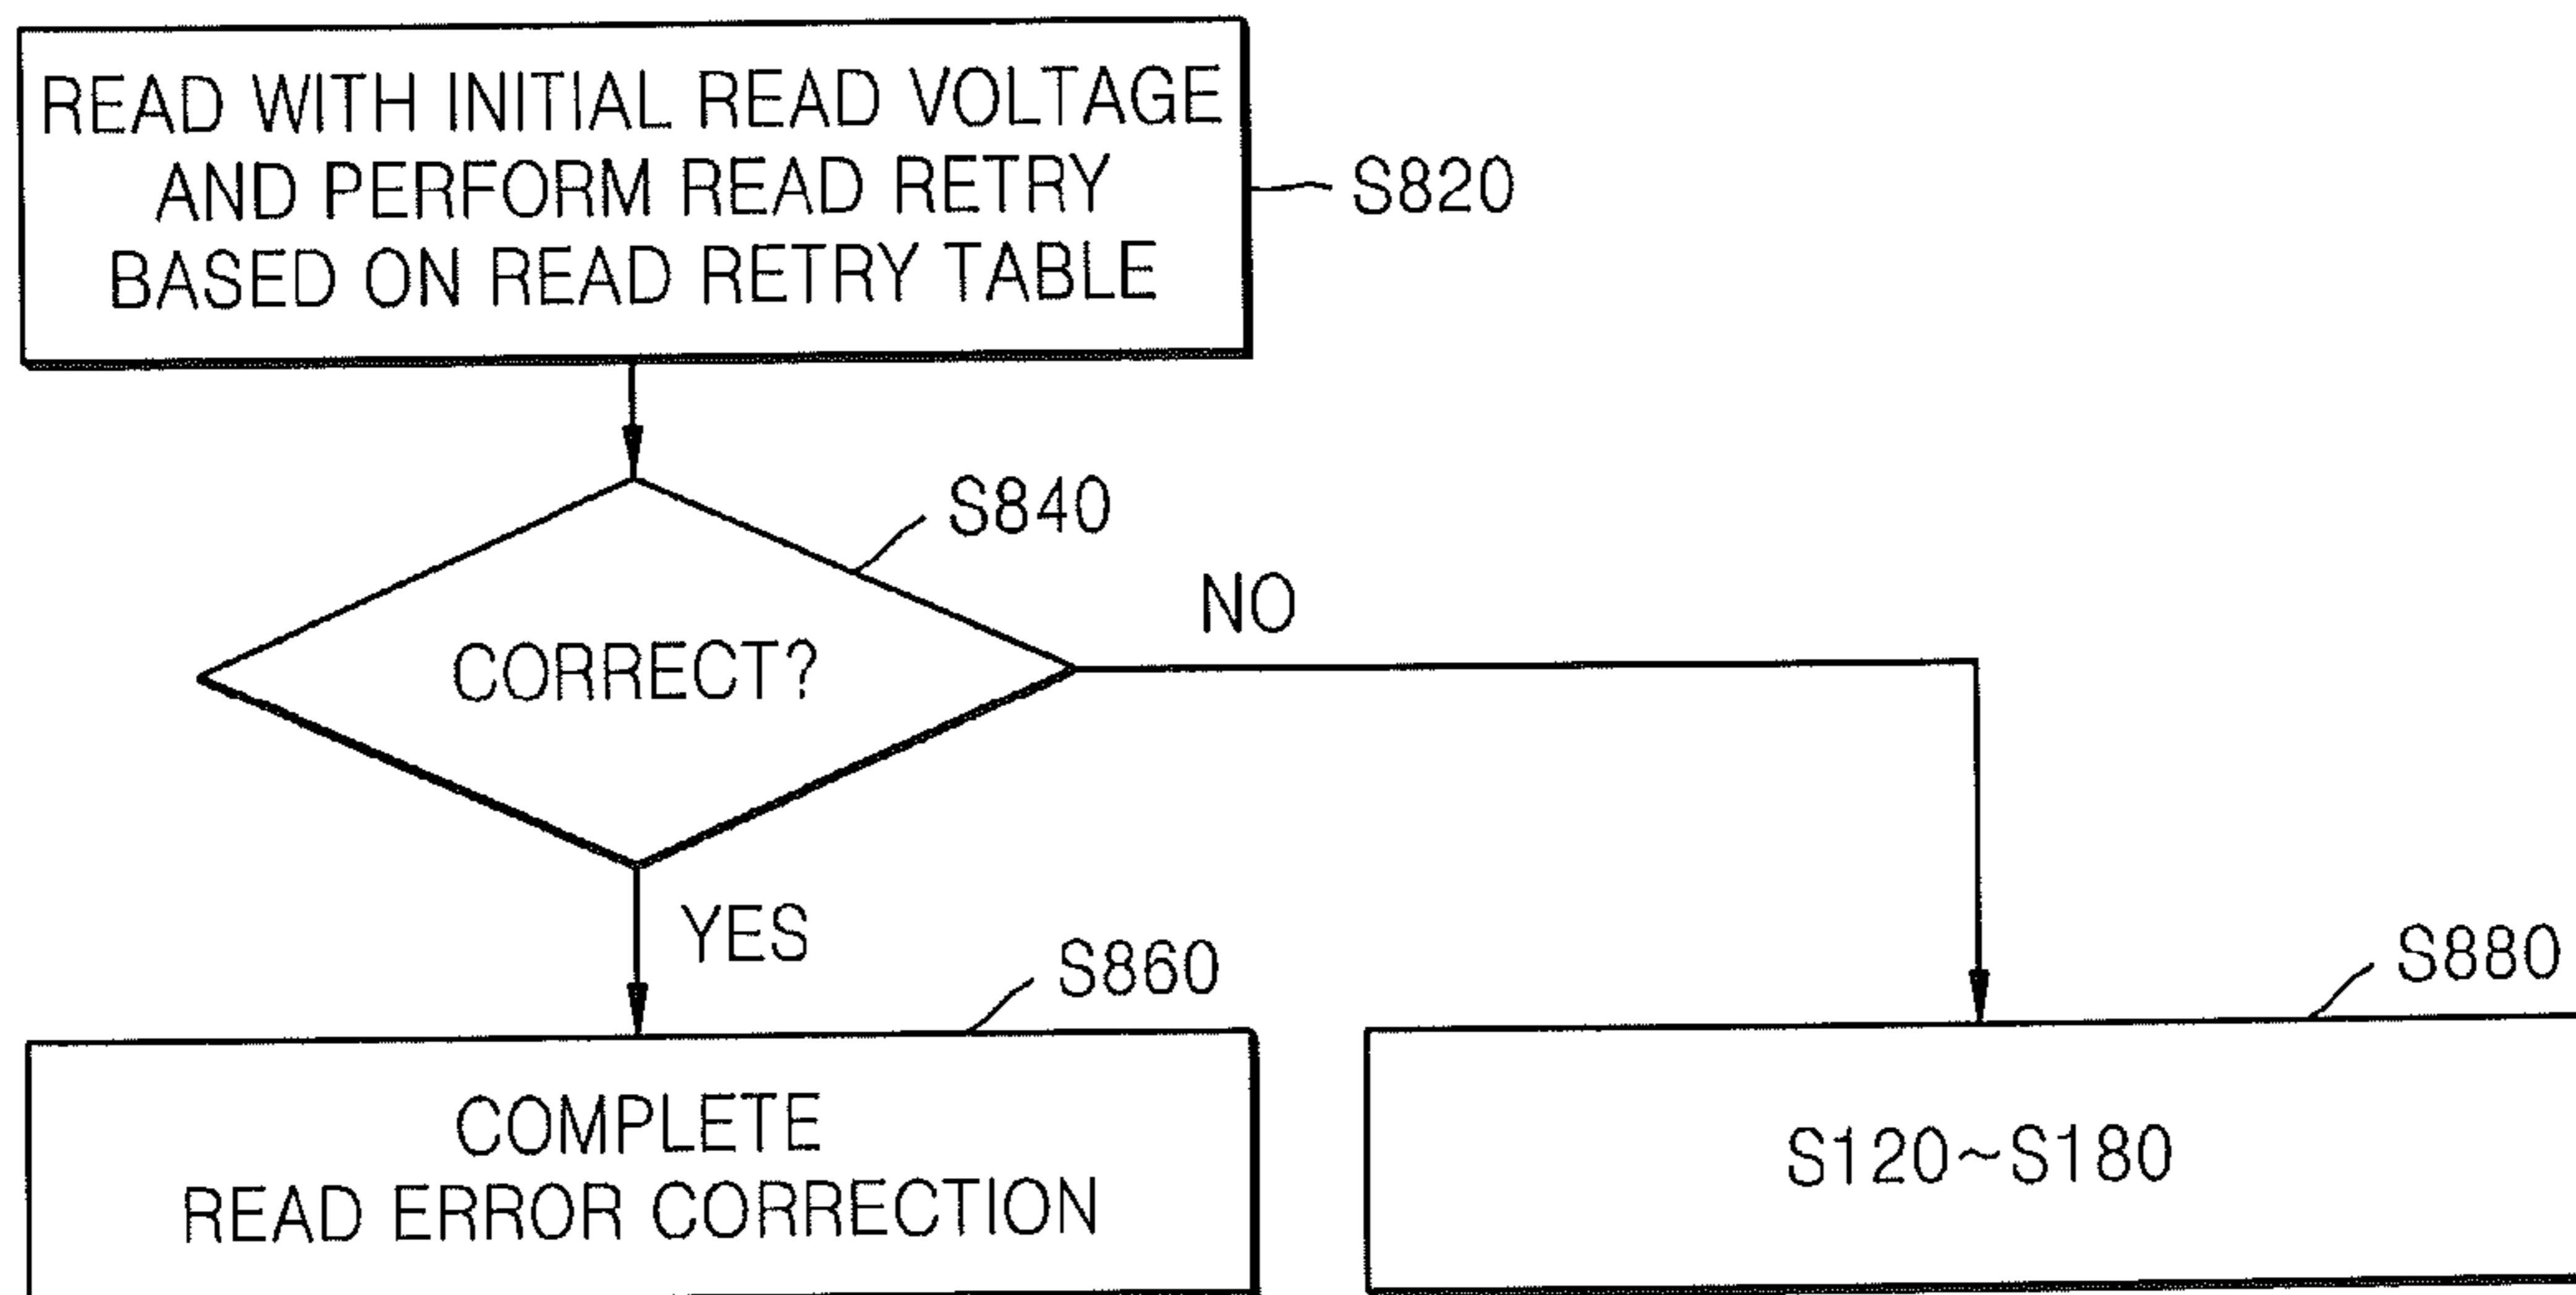 READ WITH INITIAL READ VOLTAGE
AND PERFORM READ RETRY
BASED ON READ RETRY TABLE
S820
S840
CORRECT?
NO
YES
S860
S880
COMPLETE
READ ERROR CORRECTION
S120~S180